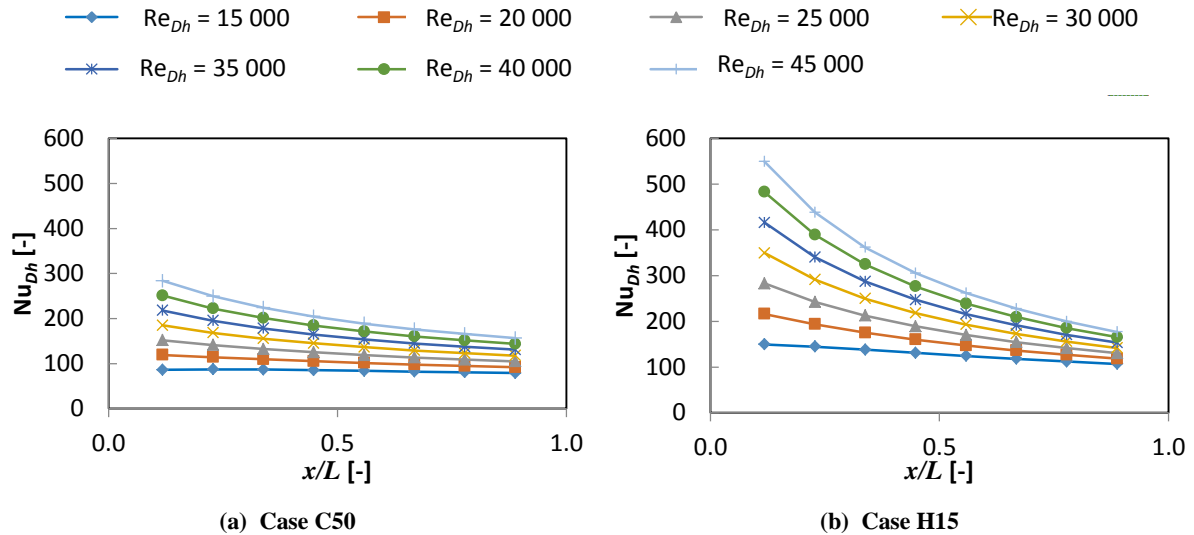 Re_Dh = 15 000
Re_Dh = 20 000
Re_Dh = 25 000
Re_Dh = 30 000
Re_Dh = 35 000
Re_Dh = 40 000
Re_Dh = 45 000
600
500
400
300
200
100
0
Nu_Dh [-]
0.0
0.5
1.0
x/L [-]
(a) Case C50
600
500
400
300
200
100
0
Nu_Dh [-]
0.0
0.5
1.0
x/L [-]
(b) Case H15